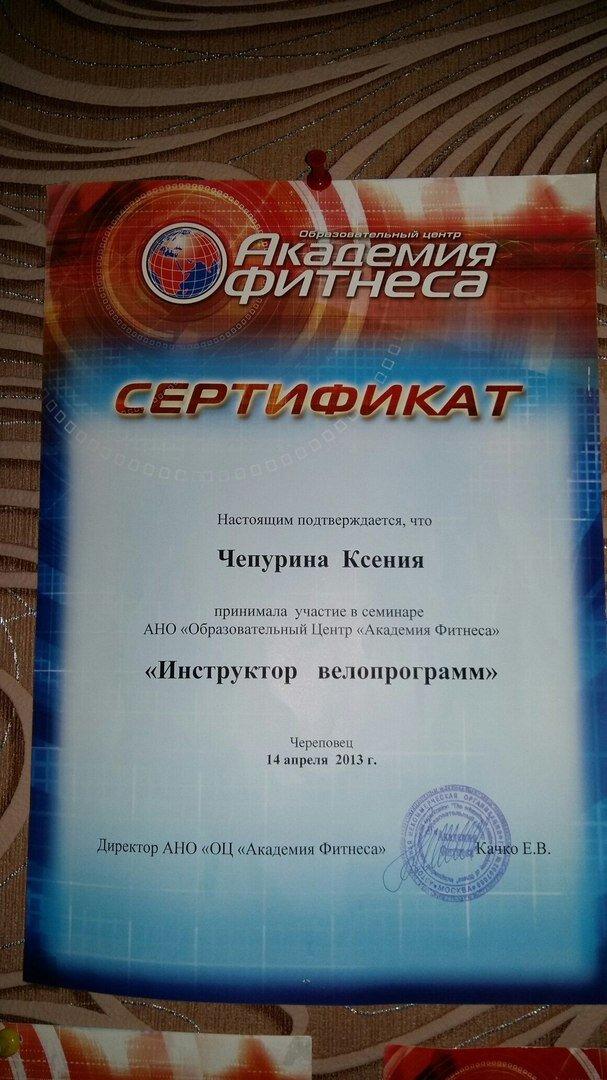 Образовательный центр
Академия
фитнеса
СЕРТИФИКАТ
Настоящим подтверждается, что
Чепурина Ксения
принимала участие в семинаре
АНО «Образовательный Центр «Академия Фитнеса»
«Инструктор велопрограмм»
Череповец
14 апреля 2013 г.
Директор АНО «ОЦ «Академия Фитнеса»
Качко Е.В.
МОСКВА